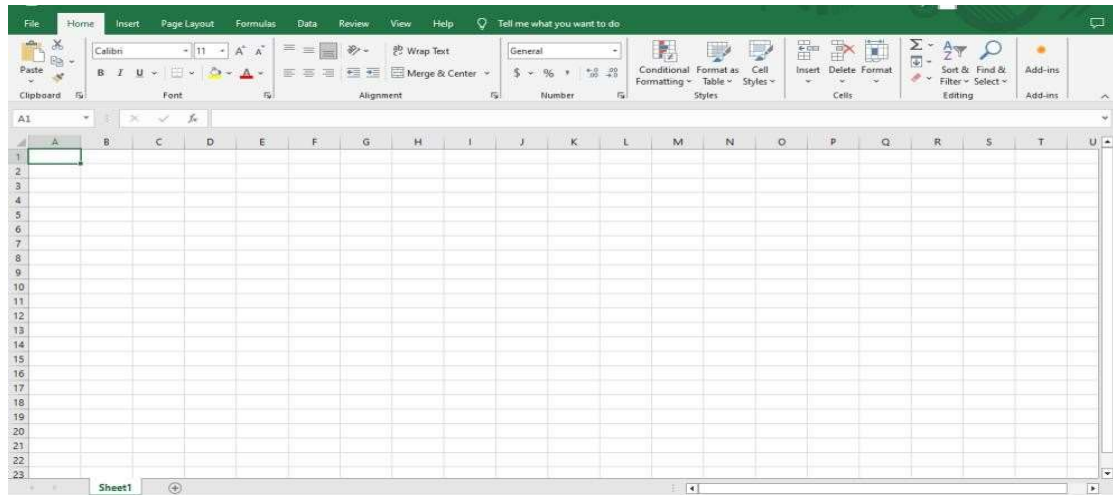 File Home Insert Page Layout Formulas Data Review View Help Tell me what you want to do
Calibri 11 A A Wrap Text General
Paste B I U A Merge & Center $ % , Conditional Format as Cell Insert Delete Format Sort & Find & Add-ins
Formatting Table Styles Filter Select
Clipboard Font Alignment Number Styles Cells Editing Add-ins
A1 fx
A B C D E F G H I J K L M N O P Q R S T U
1
2
3
4
5
6
7
8
9
10
11
12
13
14
15
16
17
18
19
20
21
22
23
Sheet1